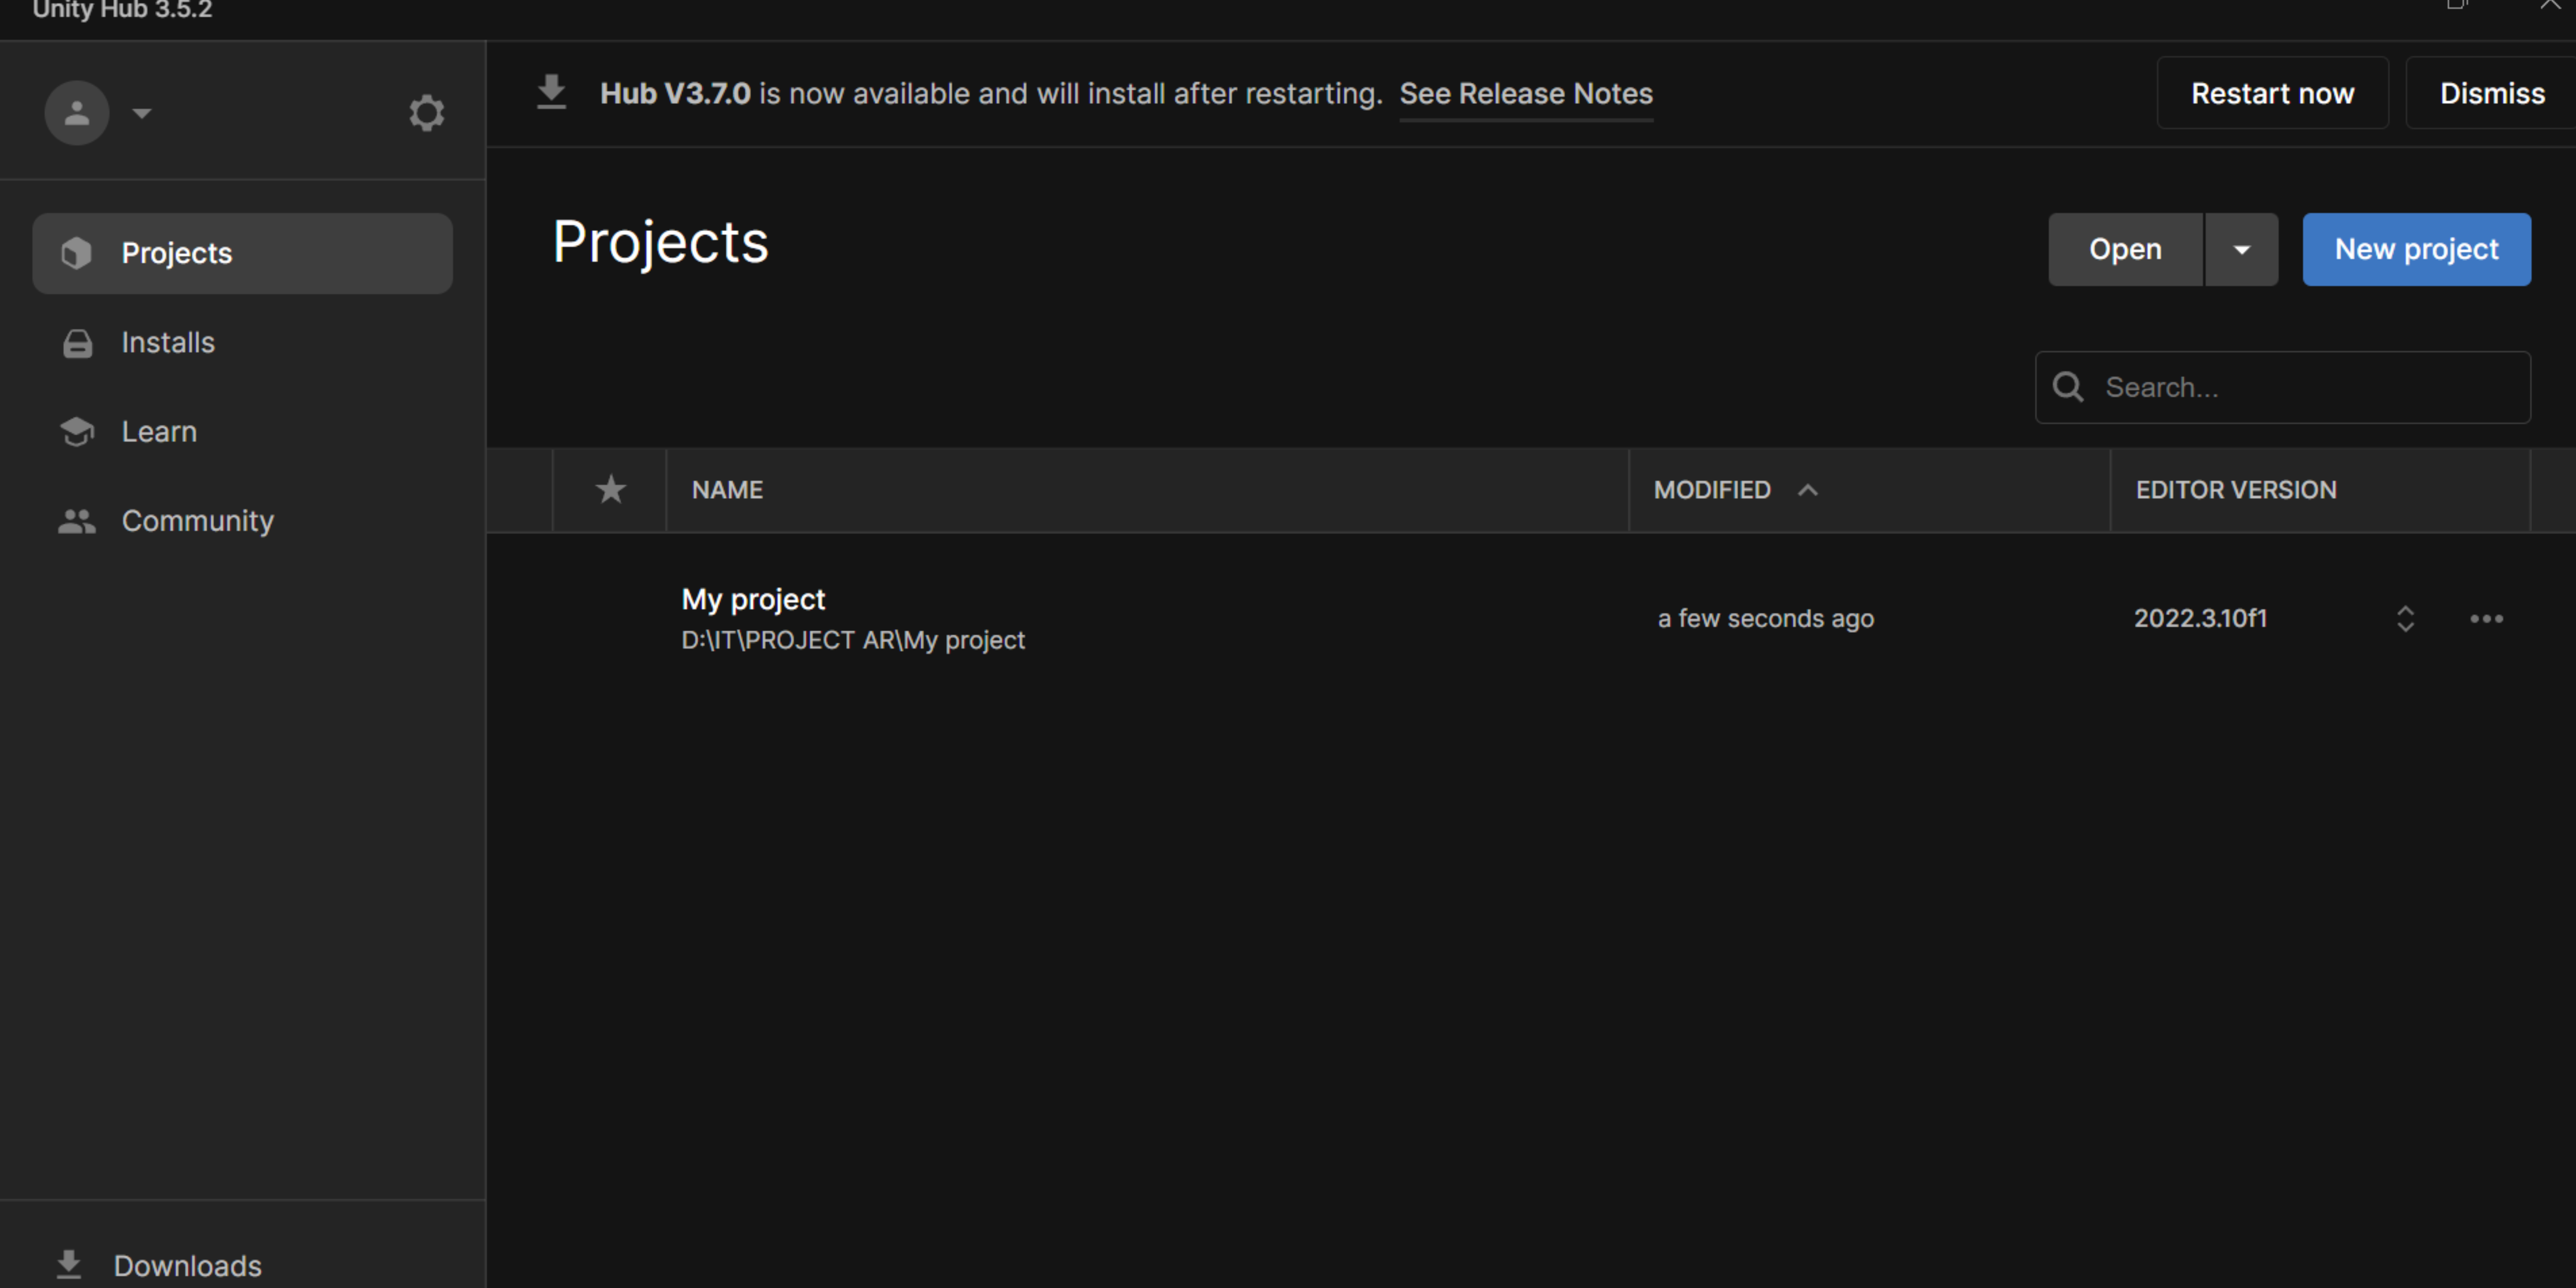 Unity Hub 3.5.2
Hub V3.7.0 is now available and will install after restarting. See Release Notes
Restart now
Dismiss
Projects
Installs
Learn
Community
Downloads
Projects
Open
New project
Search...
NAME
MODIFIED
EDITOR VERSION
My project
D:\IT\PROJECT AR\My project
a few seconds ago
2022.3.10f1